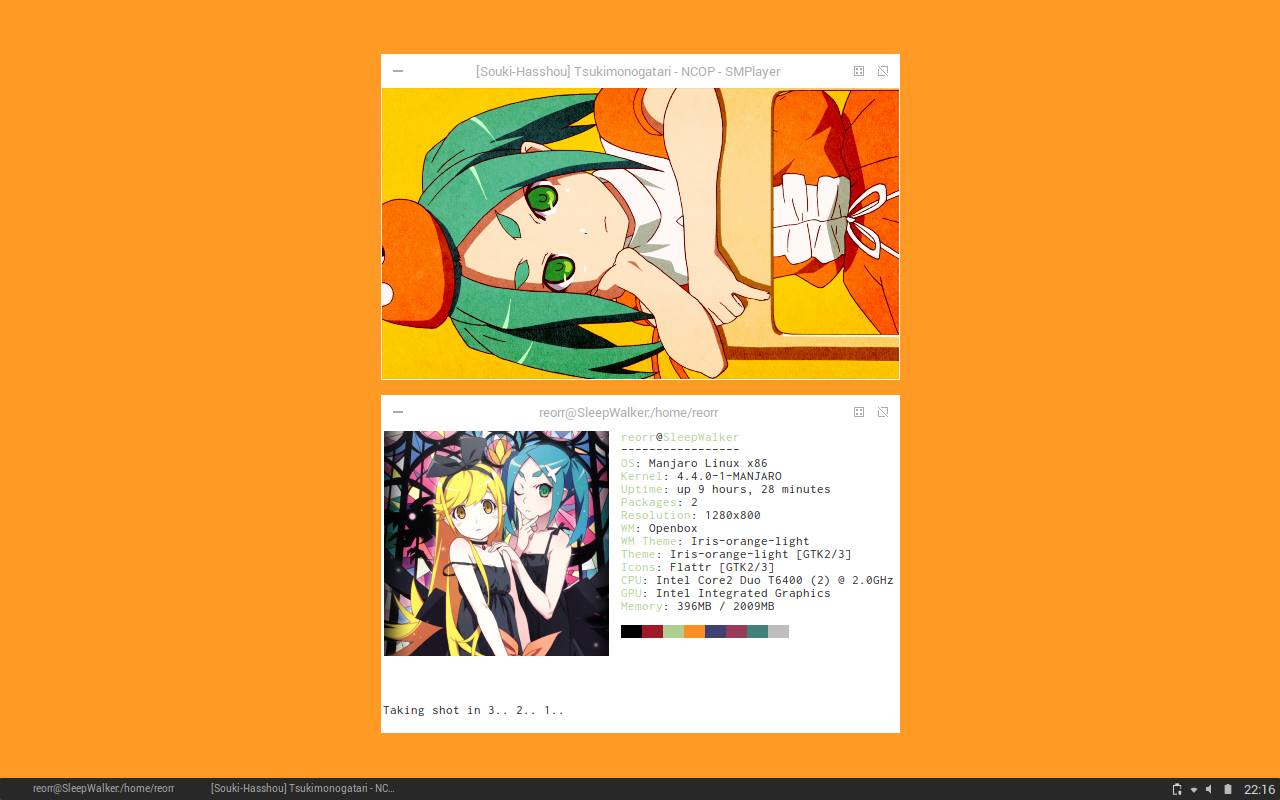 [Souki-Hasshou] Tsukimonogatari - NCOP - SMPlayer
reorr@SleepWalker:/home/reorr
reorr@SleepWalker
-----------------
OS: Manjaro Linux x86
Kernel: 4.4.0-1-MANJARO
Uptime: up 9 hours, 28 minutes
Packages: 2
Resolution: 1280x800
WM: Openbox
WM Theme: Iris-orange-light
Theme: Iris-orange-light [GTK2/3]
Icons: Flattr [GTK2/3]
CPU: Intel Core2 Duo T6400 (2) @ 2.0GHz
GPU: Intel Integrated Graphics
Memory: 396MB / 2009MB
Taking shot in 3.. 2.. 1..
reorr@SleepWalker:/home/reorr [Souki-Hasshou] Tsukimonogatari - NC... 22:16